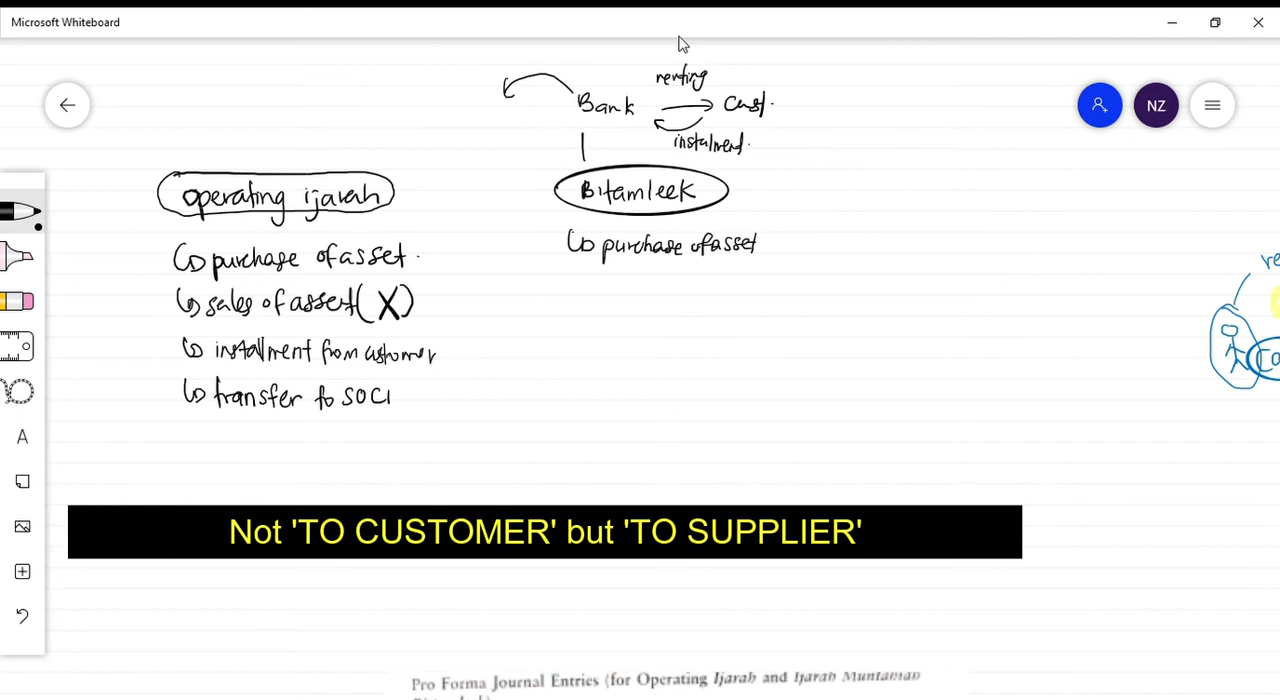 Microsoft Whiteboard
renting
Bank
Cust.
instalment.
NZ
operating ijarah
Bitamleek
purchase of asset.
purchase of asset
sales of assert (X)
installment from customer
transfer to SOCI
A
Not 'TO CUSTOMER' but 'TO SUPPLIER'
Pro Forma Journal Entries (for Operating Ijarah and Ijarah Muntahiah